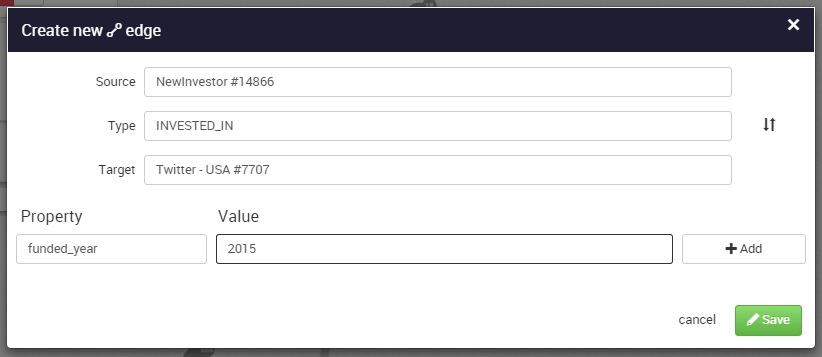 Create new edge
Source NewInvestor #14866
Type INVESTED_IN
Target Twitter - USA #7707
Property Value
funded_year 2015 Add
cancel Save